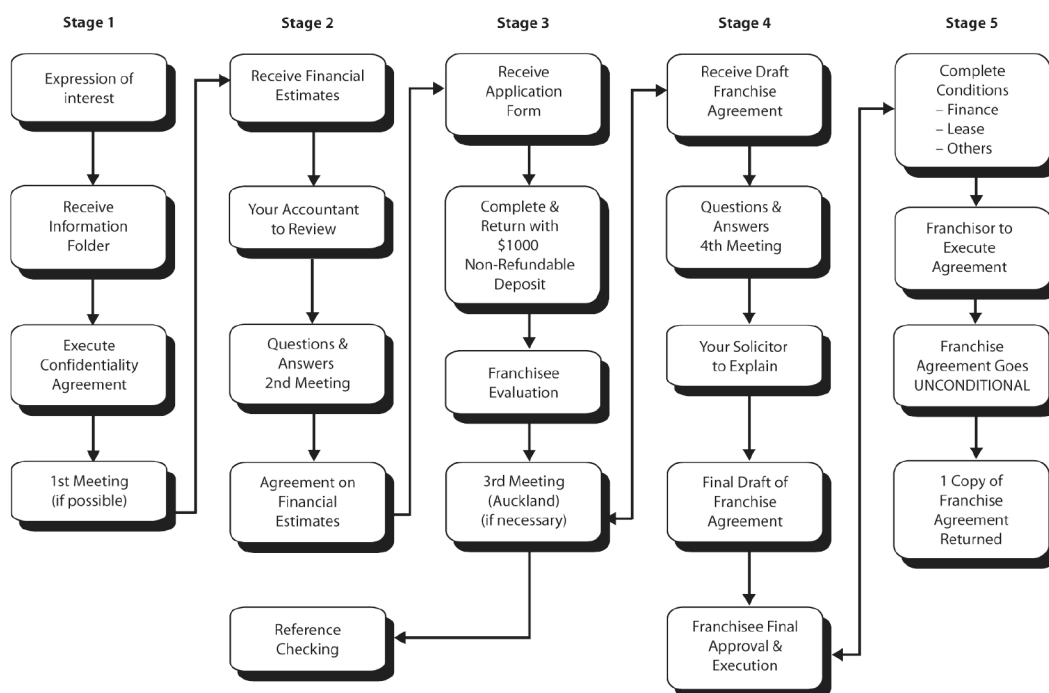 Stage 1
Expression of
interest
Receive
Information
Folder
Execute
Confidentiality
Agreement
1st Meeting
(if possible)
Stage 2
Receive Financial
Estimates
Your Accountant
to Review
Questions &
Answers
2nd Meeting
Agreement on
Financial
Estimates
Reference
Checking
Stage 3
Receive
Application
Form
Complete &
Return with
$1000
Non-Refundable
Deposit
Franchisee
Evaluation
3rd Meeting
(Auckland)
(if necessary)
Stage 4
Receive Draft
Franchise
Agreement
Questions &
Answers
4th Meeting
Your Solicitor
to Explain
Final Draft of
Franchise
Agreement
Franchisee Final
Approval &
Execution
Stage 5
Complete
Conditions
– Finance
– Lease
– Others
Franchisor to
Execute
Agreement
Franchise
Agreement Goes
UNCONDITIONAL
1 Copy of
Franchise
Agreement
Returned